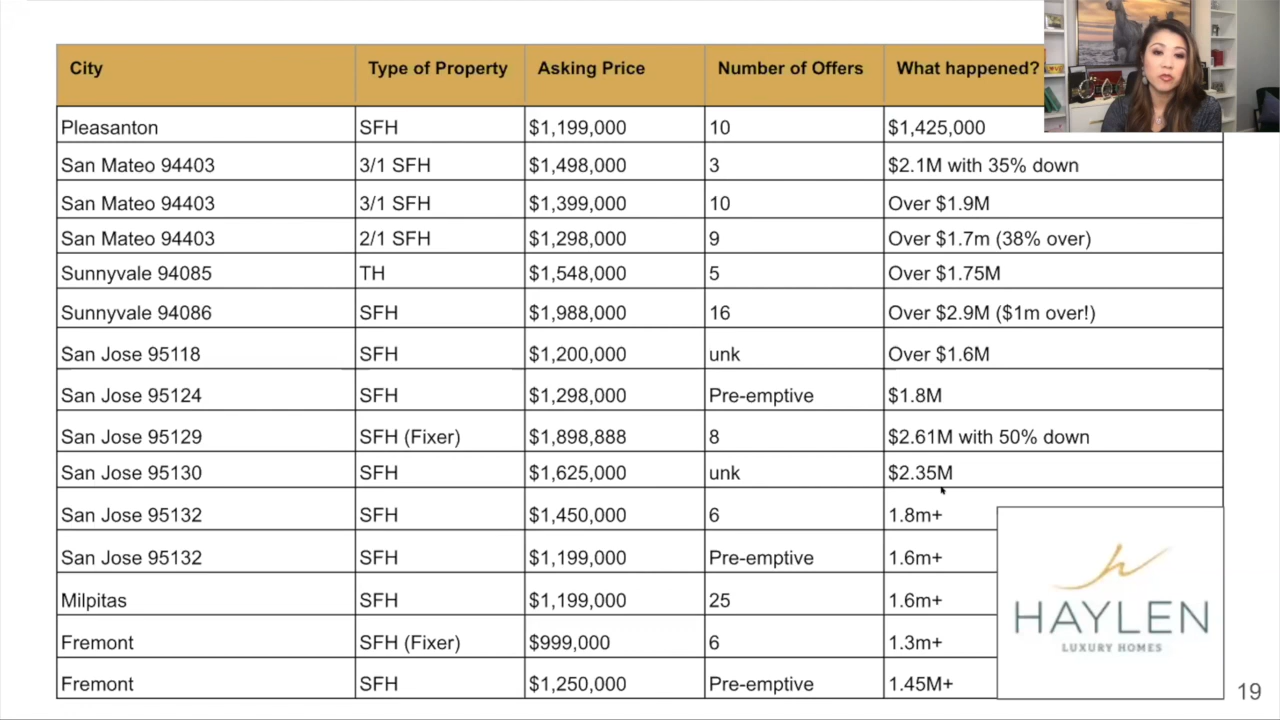 City Type of Property Asking Price Number of Offers What happened?
Pleasanton SFH $1,199,000 10 $1,425,000
San Mateo 94403 3/1 SFH $1,498,000 3 $2.1M with 35% down
San Mateo 94403 3/1 SFH $1,399,000 10 Over $1.9M
San Mateo 94403 2/1 SFH $1,298,000 9 Over $1.7m (38% over)
Sunnyvale 94085 TH $1,548,000 5 Over $1.75M
Sunnyvale 94086 SFH $1,988,000 16 Over $2.9M ($1m over!)
San Jose 95118 SFH $1,200,000 unk Over $1.6M
San Jose 95124 SFH $1,298,000 Pre-emptive $1.8M
San Jose 95129 SFH (Fixer) $1,898,888 8 $2.61M with 50% down
San Jose 95130 SFH $1,625,000 unk $2.35M
San Jose 95132 SFH $1,450,000 6 1.8m+
San Jose 95132 SFH $1,199,000 Pre-emptive 1.6m+
Milpitas SFH $1,199,000 25 1.6m+
Fremont SFH (Fixer) $999,000 6 1.3m+
Fremont SFH $1,250,000 Pre-emptive 1.45M+
HAYLEN
LUXURY HOMES
19